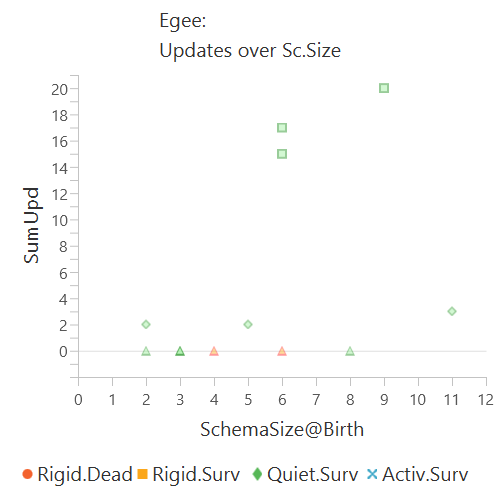 Egee:
Updates over Sc.Size
SumUpd
20
18
16
14
12
10
8
6
4
2
0
0 1 2 3 4 5 6 7 8 9 10 11 12
SchemaSize@Birth
Rigid.Dead Rigid.Surv Quiet.Surv Activ.Surv